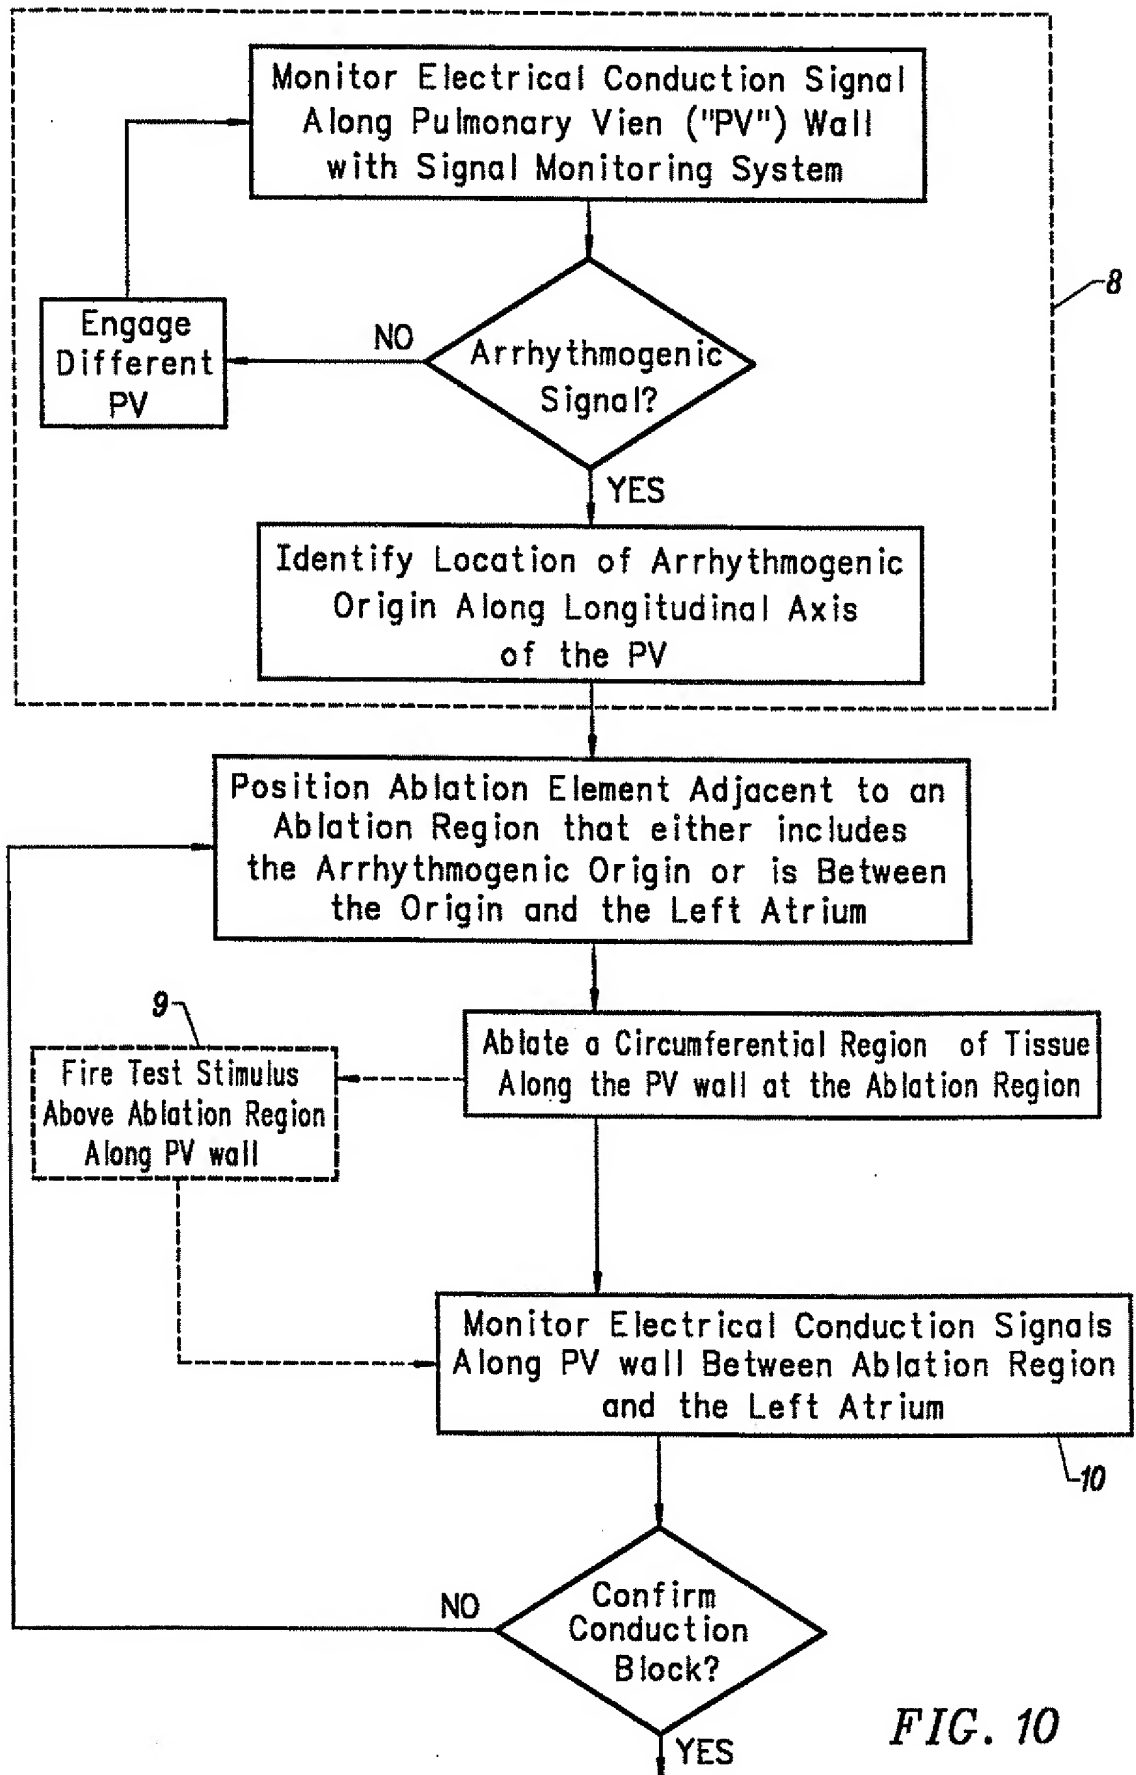 Monitor Electrical Conduction Signal
Along Pulmonary Vien ("PV") Wall
with Signal Monitoring System
8
Engage
Different
PV
NO
Arrhythmogenic
Signal?
YES
Identify Location of Arrhythmogenic
Origin Along Longitudinal Axis
of the PV
Position Ablation Element Adjacent to an
Ablation Region that either includes
the Arrhythmogenic Origin or is Between
the Origin and the Left Atrium
9
Fire Test Stimulus
Above Ablation Region
Along PV wall
Ablate a Circumferential Region of Tissue
Along the PV wall at the Ablation Region
Monitor Electrical Conduction Signals
Along PV wall Between Ablation Region
and the Left Atrium
10
NO
Confirm
Conduction
Block?
YES
FIG. 10